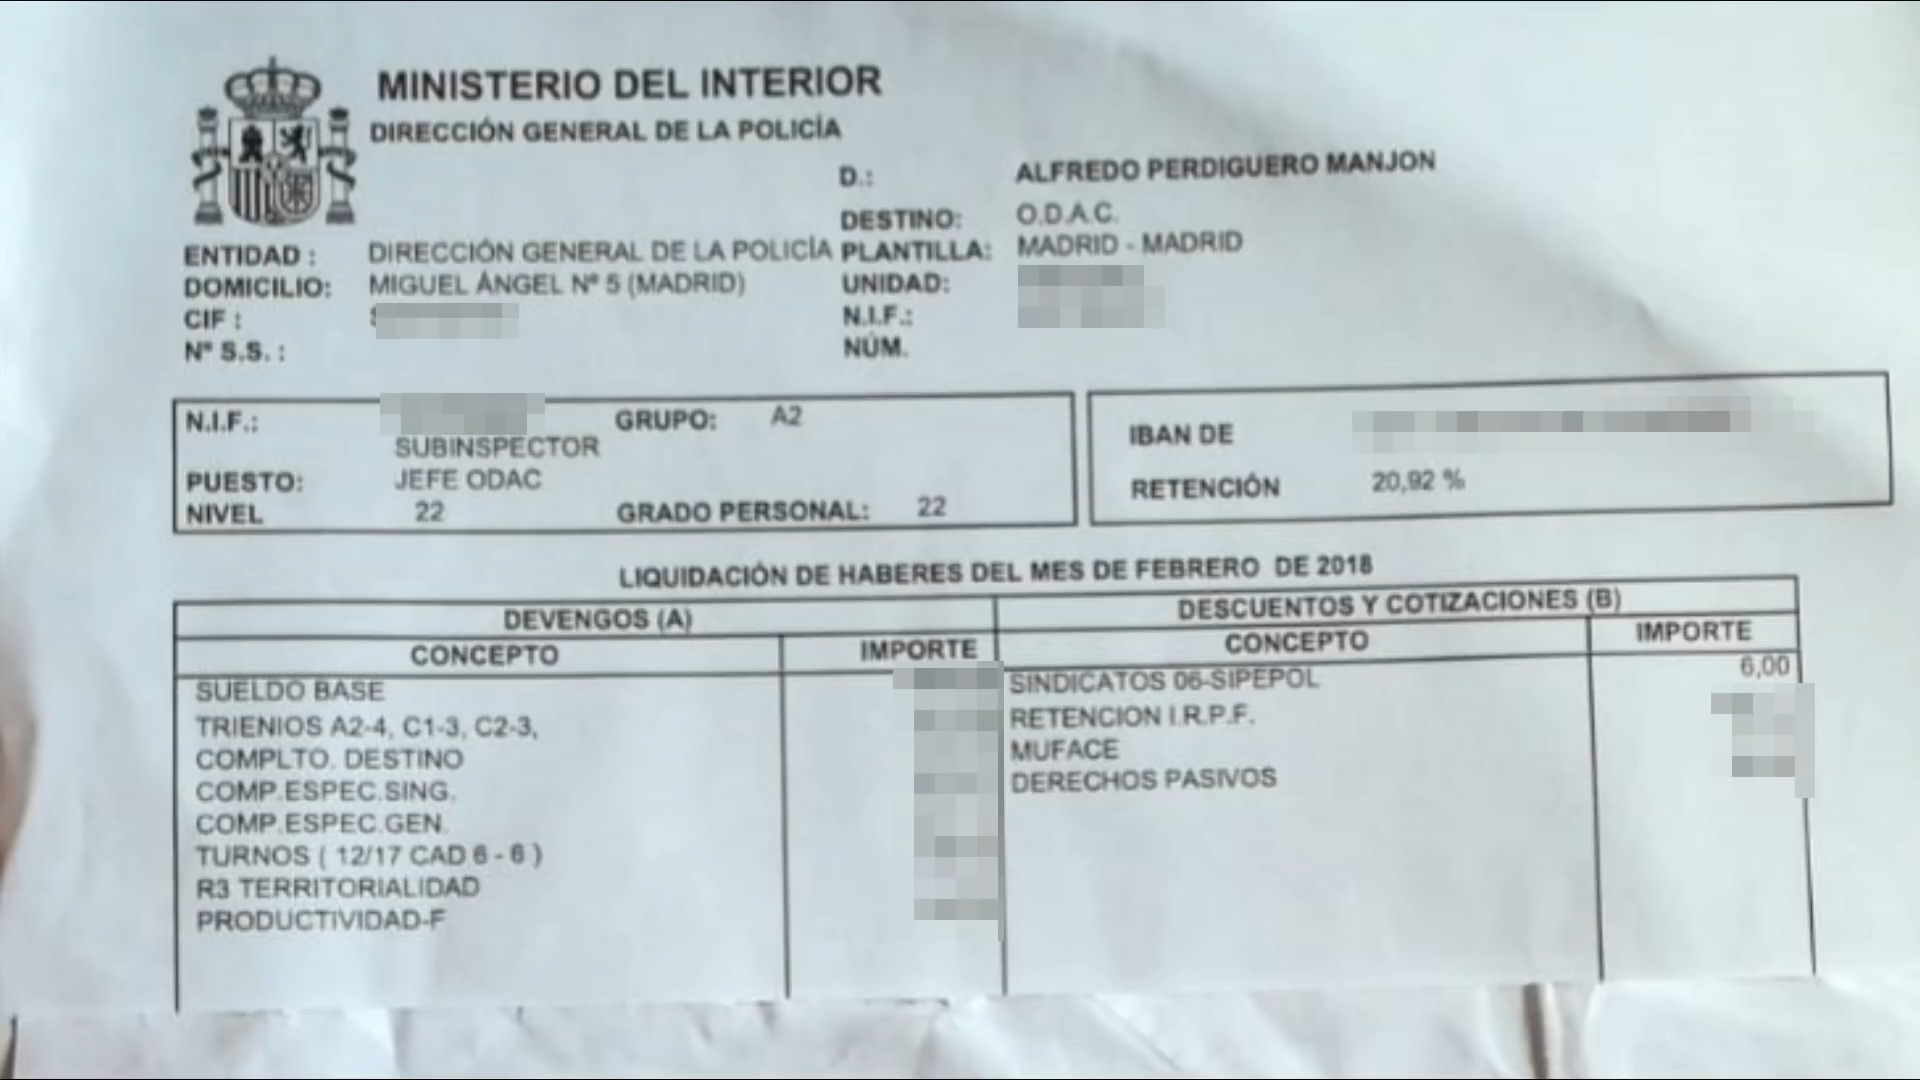 MINISTERIO DEL INTERIOR
DIRECCIÓN GENERAL DE LA POLICÍA
D.: ALFREDO PERDIGUERO MANJON
DESTINO: O.D.A.C.
ENTIDAD : DIRECCIÓN GENERAL DE LA POLICÍA PLANTILLA: MADRID - MADRID
DOMICILIO: MIGUEL ÁNGEL Nº 5 (MADRID) UNIDAD:
CIF : N.I.F.:
Nº S.S. : NÚM.
N.I.F.: GRUPO: A2
SUBINSPECTOR
PUESTO: JEFE ODAC
NIVEL 22 GRADO PERSONAL: 22
IBAN DE
RETENCIÓN 20,92 %
LIQUIDACIÓN DE HABERES DEL MES DE FEBRERO DE 2018
DEVENGOS (A) DESCUENTOS Y COTIZACIONES (B)
CONCEPTO IMPORTE CONCEPTO IMPORTE
SUELDO BASE SINDICATOS 06-SIPEPOL 6,00
TRIENIOS A2-4, C1-3, C2-3, RETENCION I.R.P.F.
COMPLTO. DESTINO MUFACE
COMP.ESPEC.SING. DERECHOS PASIVOS
COMP.ESPEC.GEN.
TURNOS ( 12/17 CAD 6 - 6 )
R3 TERRITORIALIDAD
PRODUCTIVIDAD-F